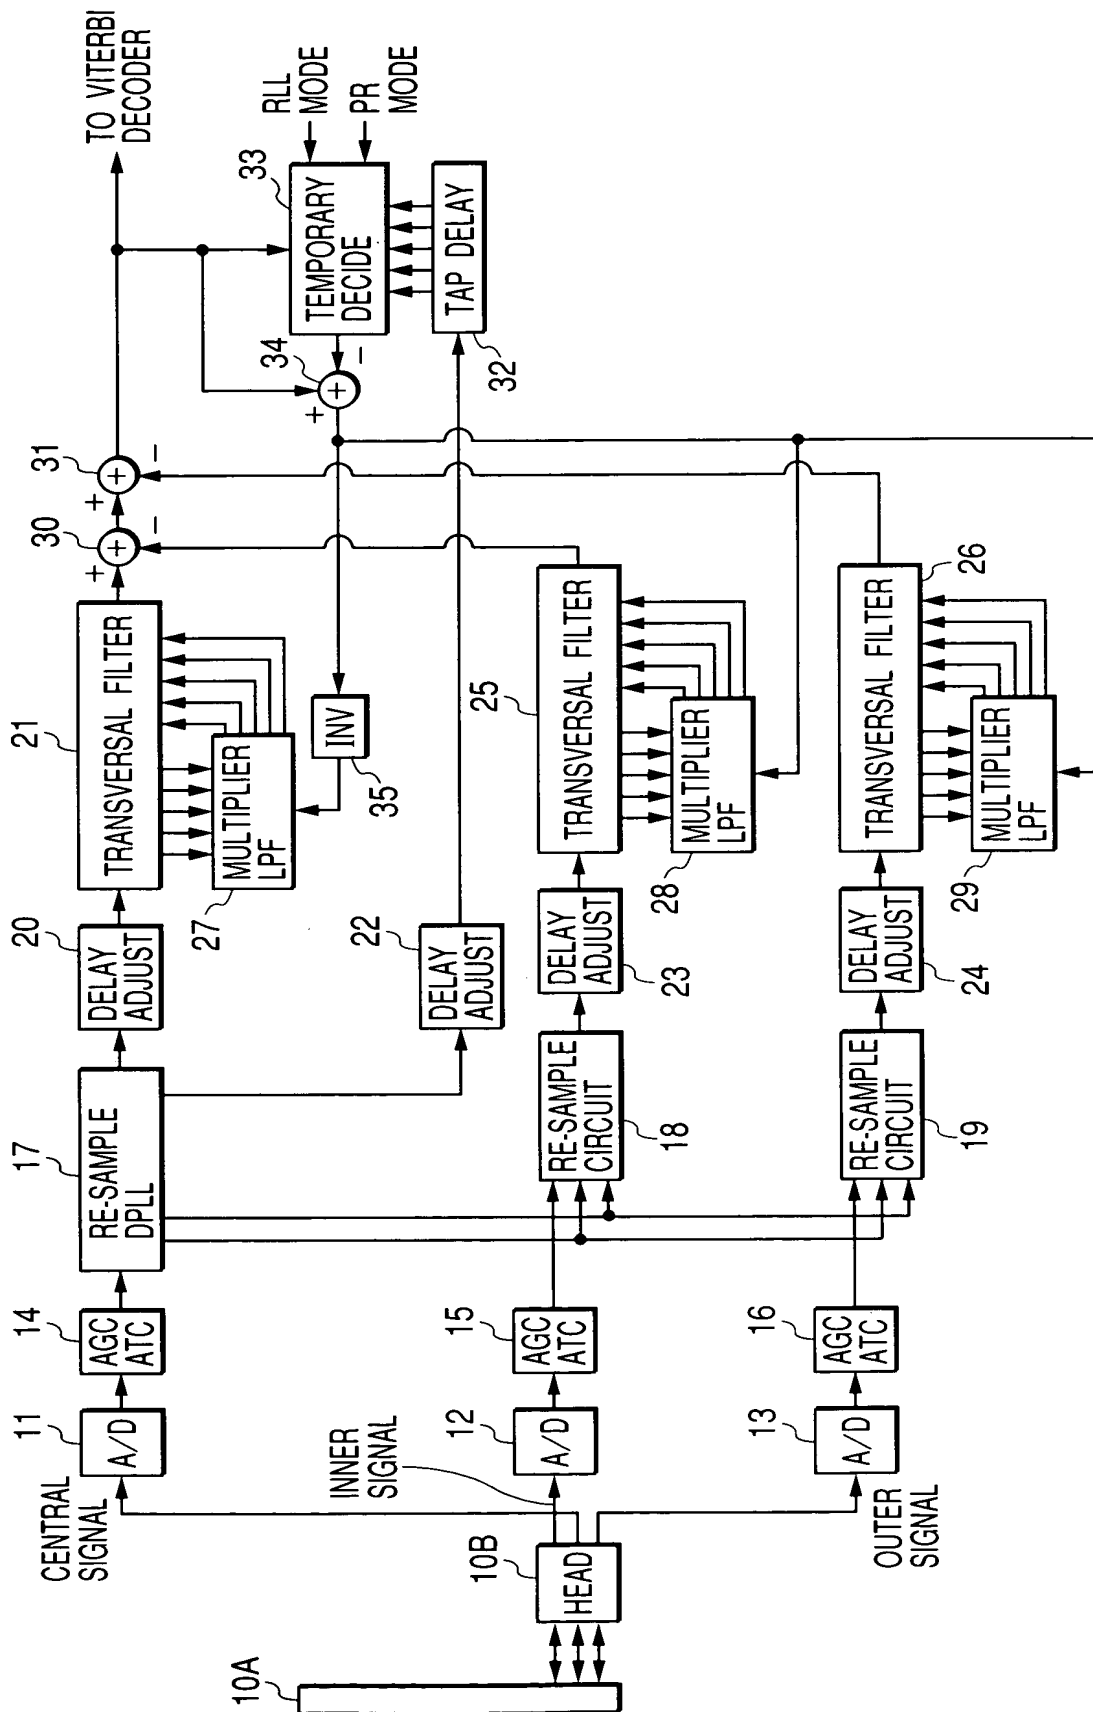 10A
10B
HEAD
CENTRAL
SIGNAL
INNER
SIGNAL
OUTER
SIGNAL
11
A/D
12
A/D
13
A/D
14
AGC
ATC
15
AGC
ATC
16
AGC
ATC
17
RE-SAMPLE
DPLL
RE-SAMPLE
CIRCUIT
18
RE-SAMPLE
CIRCUIT
19
20
DELAY
ADJUST
22
DELAY
ADJUST
DELAY
ADJUST
23
DELAY
ADJUST
24
21
TRANSVERSAL FILTER
MULTIPLIER
LPF
27
INV
35
25
TRANSVERSAL FILTER
MULTIPLIER
LPF
28
TRANSVERSAL FILTER
26
MULTIPLIER
LPF
29
30
+
+
−
31
+
+
−
34
+
+
−
33
TEMPORARY
DECIDE
TAP DELAY
32
RLL
MODE
PR
MODE
TO VITERBI
DECODER